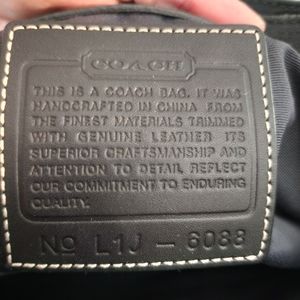 COACH
THIS IS A COACH BAG. IT WAS
HANDCRAFTED IN CHINA FROM
THE FINEST MATERIALS TRIMMED
WITH GENUINE LEATHER ITS
SUPERIOR CRAFTSMANSHIP AND
ATTENTION TO DETAIL REFLECT
OUR COMMITMENT TO ENDURING
QUALITY.
No L1J - 6088